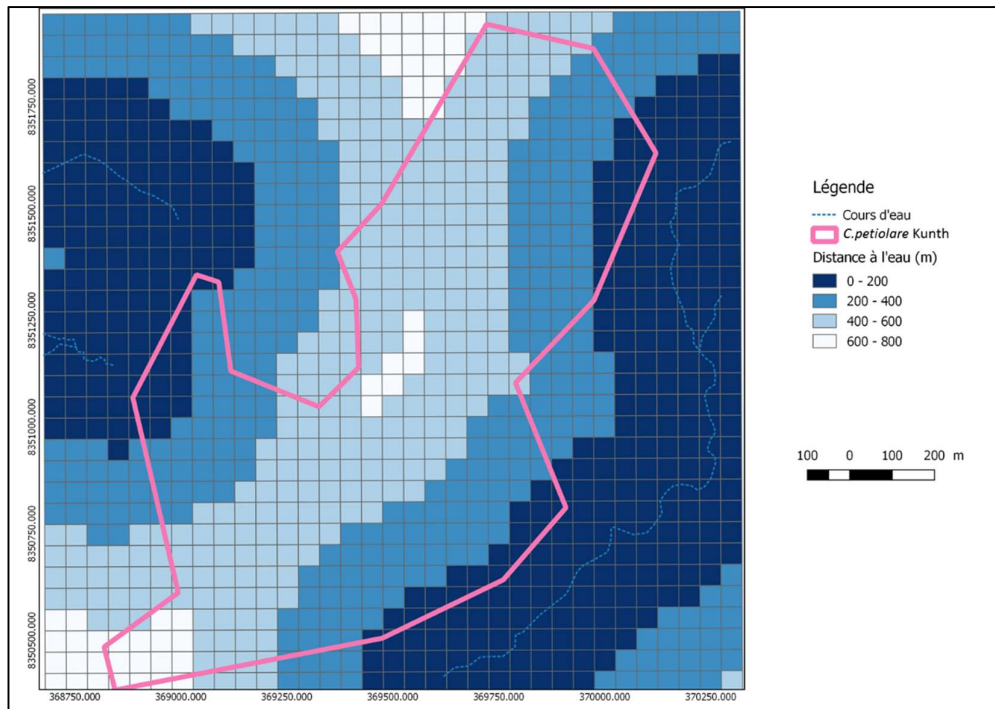 8351750.000
8351500.000
8351250.000
8351000.000
8350750.000
8350500.000
368750.000 369000.000 369250.000 369500.000 369750.000 370000.000 370250.000
Légende
Cours d'eau
C.petiolare Kunth
Distance à l'eau (m)
0 - 200
200 - 400
400 - 600
600 - 800
100 0 100 200 m